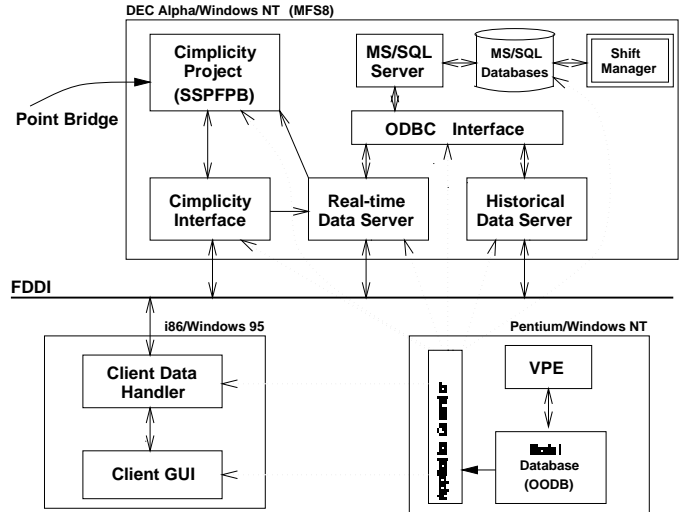 DEC Alpha/Windows NT (MFS8)
Cimplicity
Project
(SSPFPB)
MS/SQL
Server
MS/SQL
Databases
Shift
Manager
Point Bridge
ODBC Interface
Cimplicity
Interface
Real-time
Data Server
Historical
Data Server
FDDI
i86/Windows 95
Pentium/Windows NT
Client Data
Handler
VPE
Client GUI
Database
(OODB)